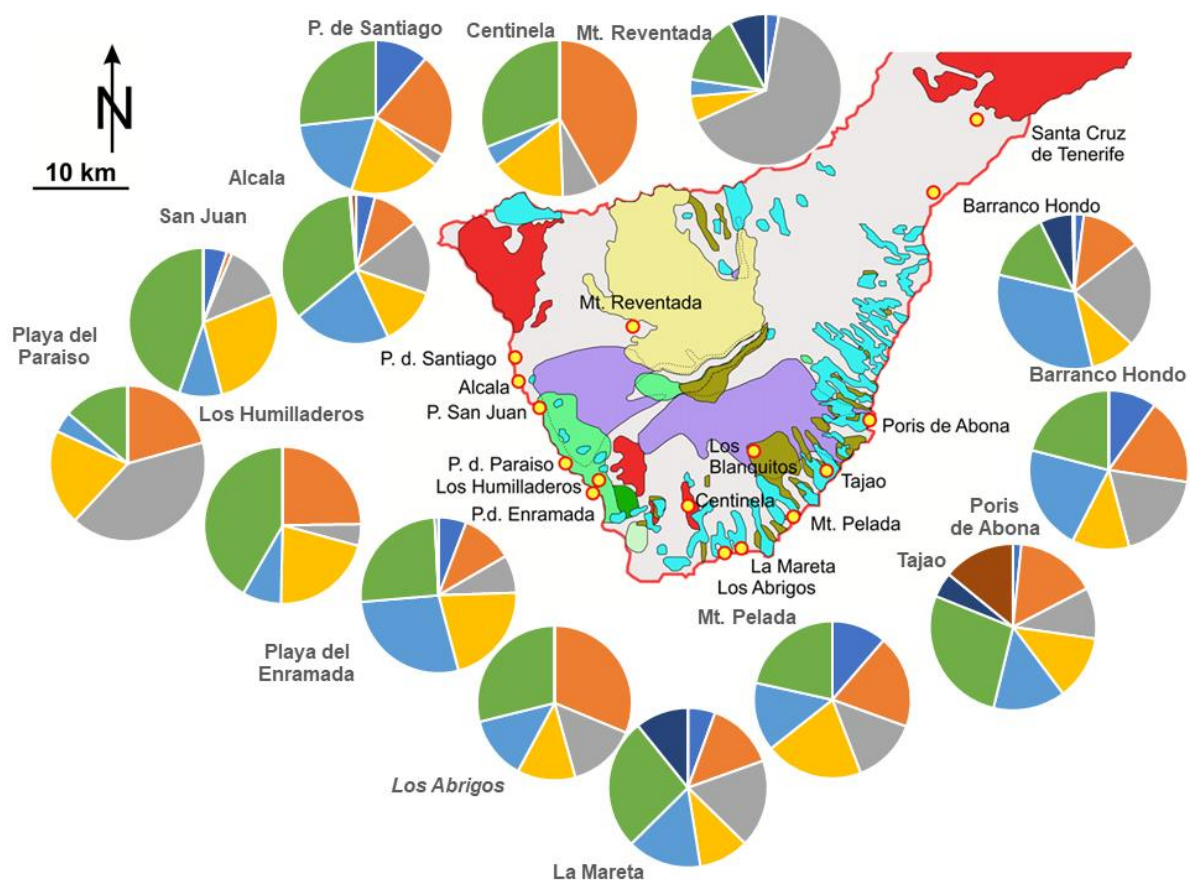 P. de Santiago
Centinela
Mt. Reventada
N
10 km
Santa Cruz
de Tenerife
Alcala
San Juan
Barranco Hondo
Mt. Reventada
Playa del
Paraiso
P. d. Santiago
Alcala
P. San Juan
Barranco Hondo
Los Humilladeros
Poris de Abona
Los
Blanquitos
P. d. Paraiso
Los Humilladeros
P.d. Enramada
Tajao
Centinela
Mt. Pelada
Poris
de Abona
La Mareta
Los Abrigos
Tajao
Mt. Pelada
Playa del
Enramada
Los Abrigos
La Mareta